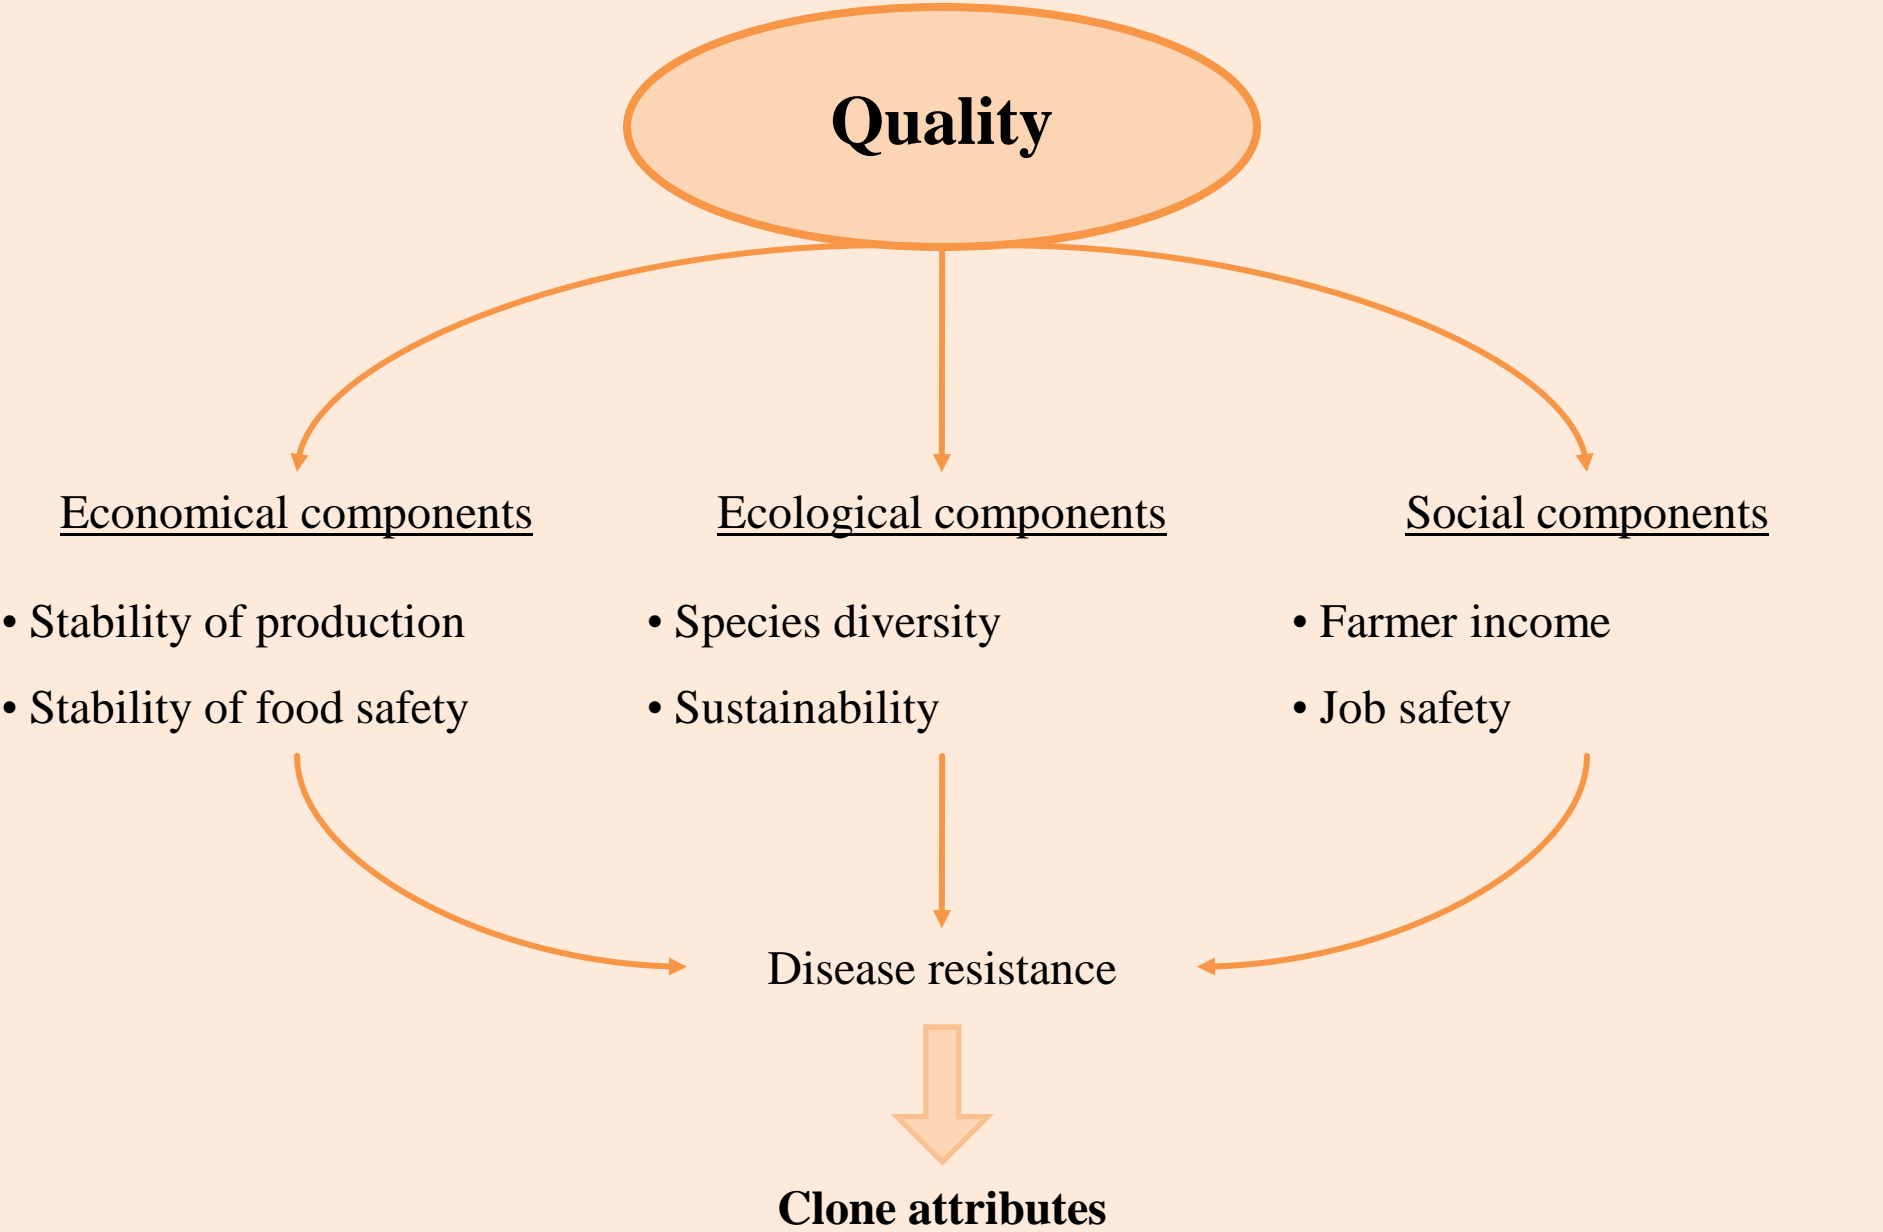 Quality
Economical components
• Stability of production
• Stability of food safety
Ecological components
• Species diversity
• Sustainability
Social components
• Farmer income
• Job safety
Disease resistance
Clone attributes